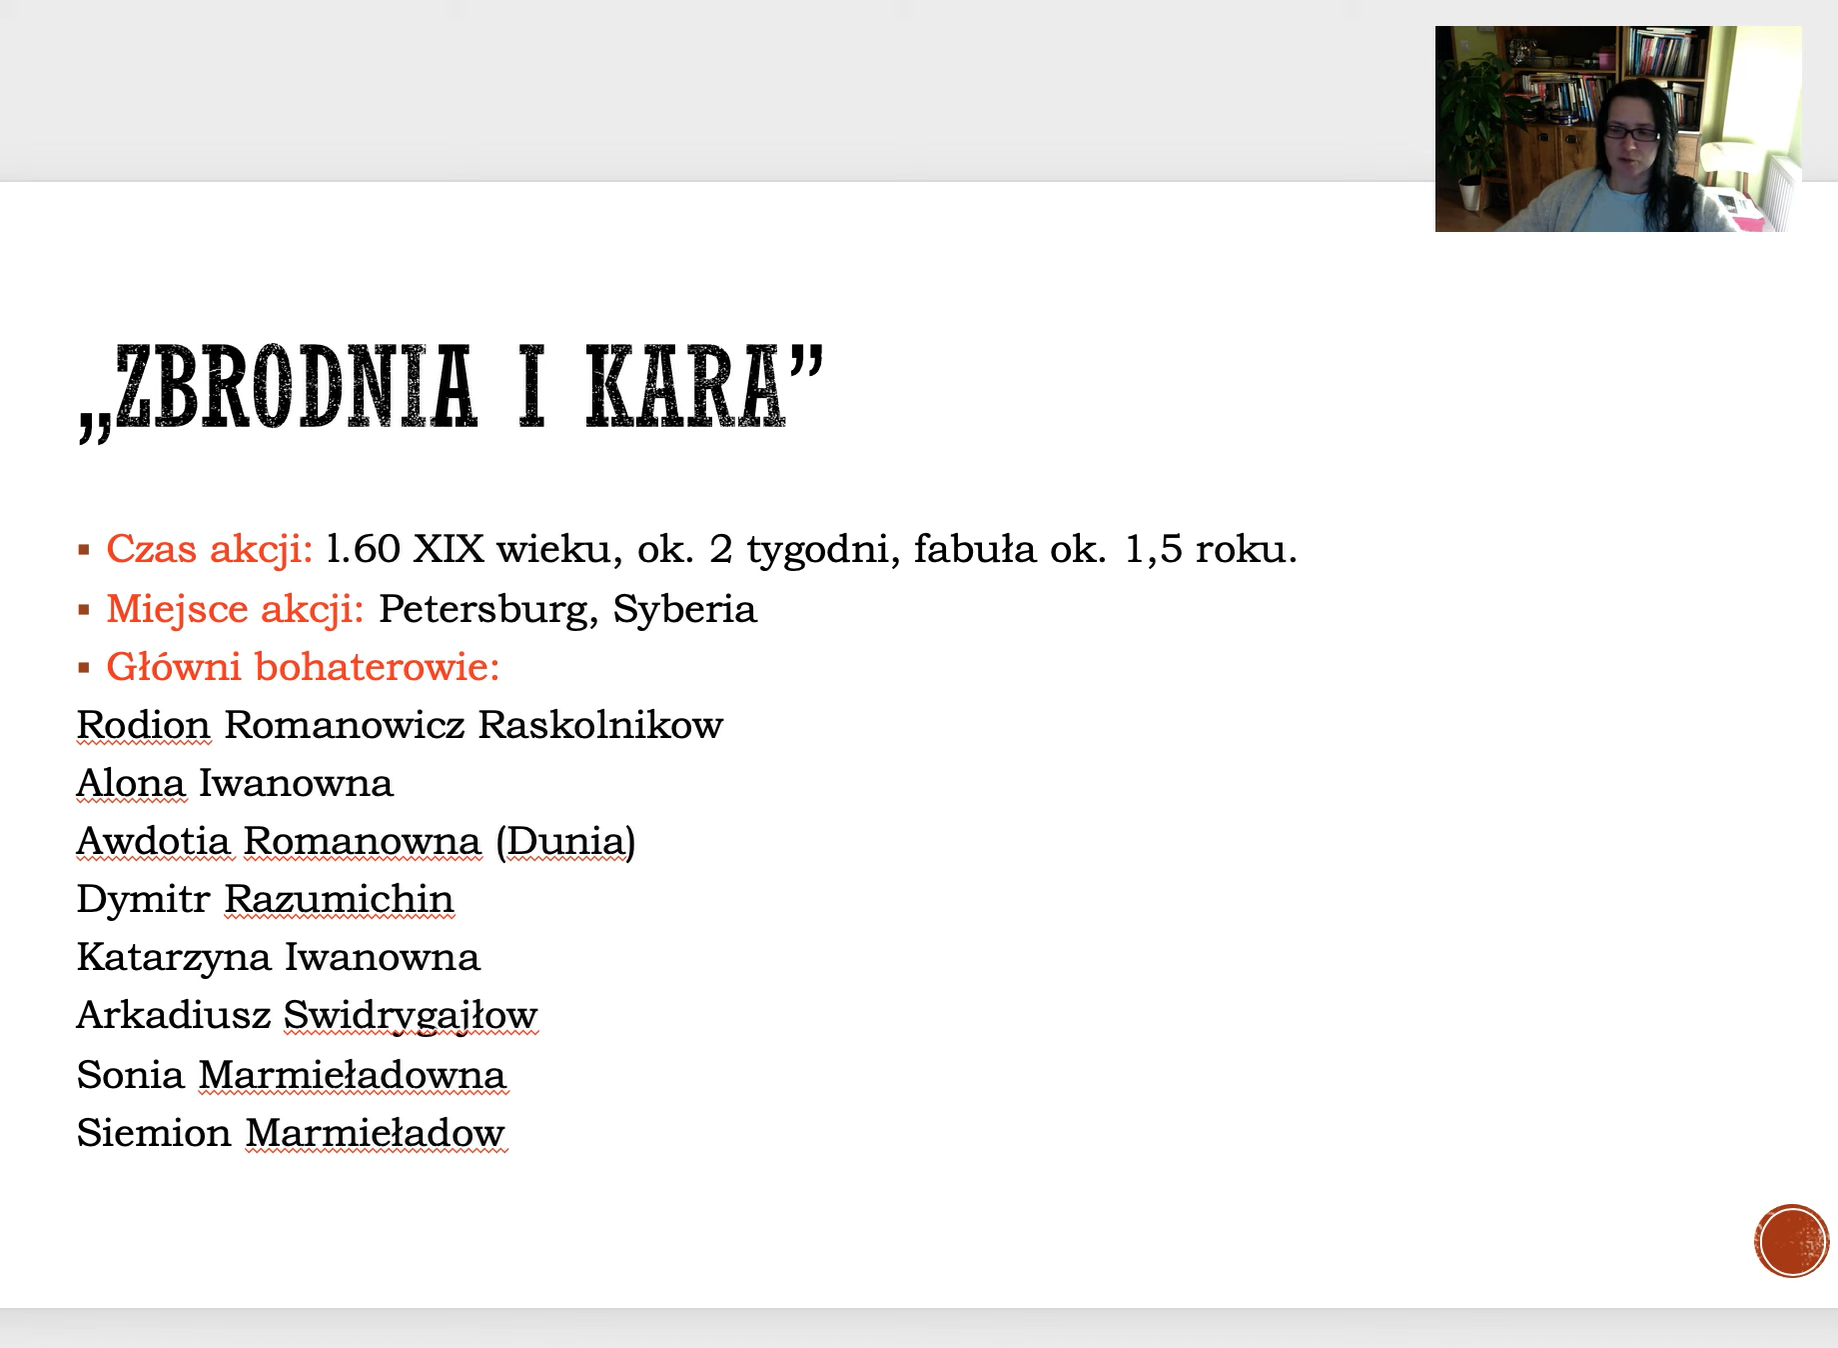 „ZBRODNIA I KARA”
▪ Czas akcji: l.60 XIX wieku, ok. 2 tygodni, fabuła ok. 1,5 roku.
▪ Miejsce akcji: Petersburg, Syberia
▪ Główni bohaterowie:
Rodion Romanowicz Raskolnikow
Alona Iwanowna
Awdotia Romanowna (Dunia)
Dymitr Razumichin
Katarzyna Iwanowna
Arkadiusz Swidrygajłow
Sonia Marmieładowna
Siemion Marmieładow